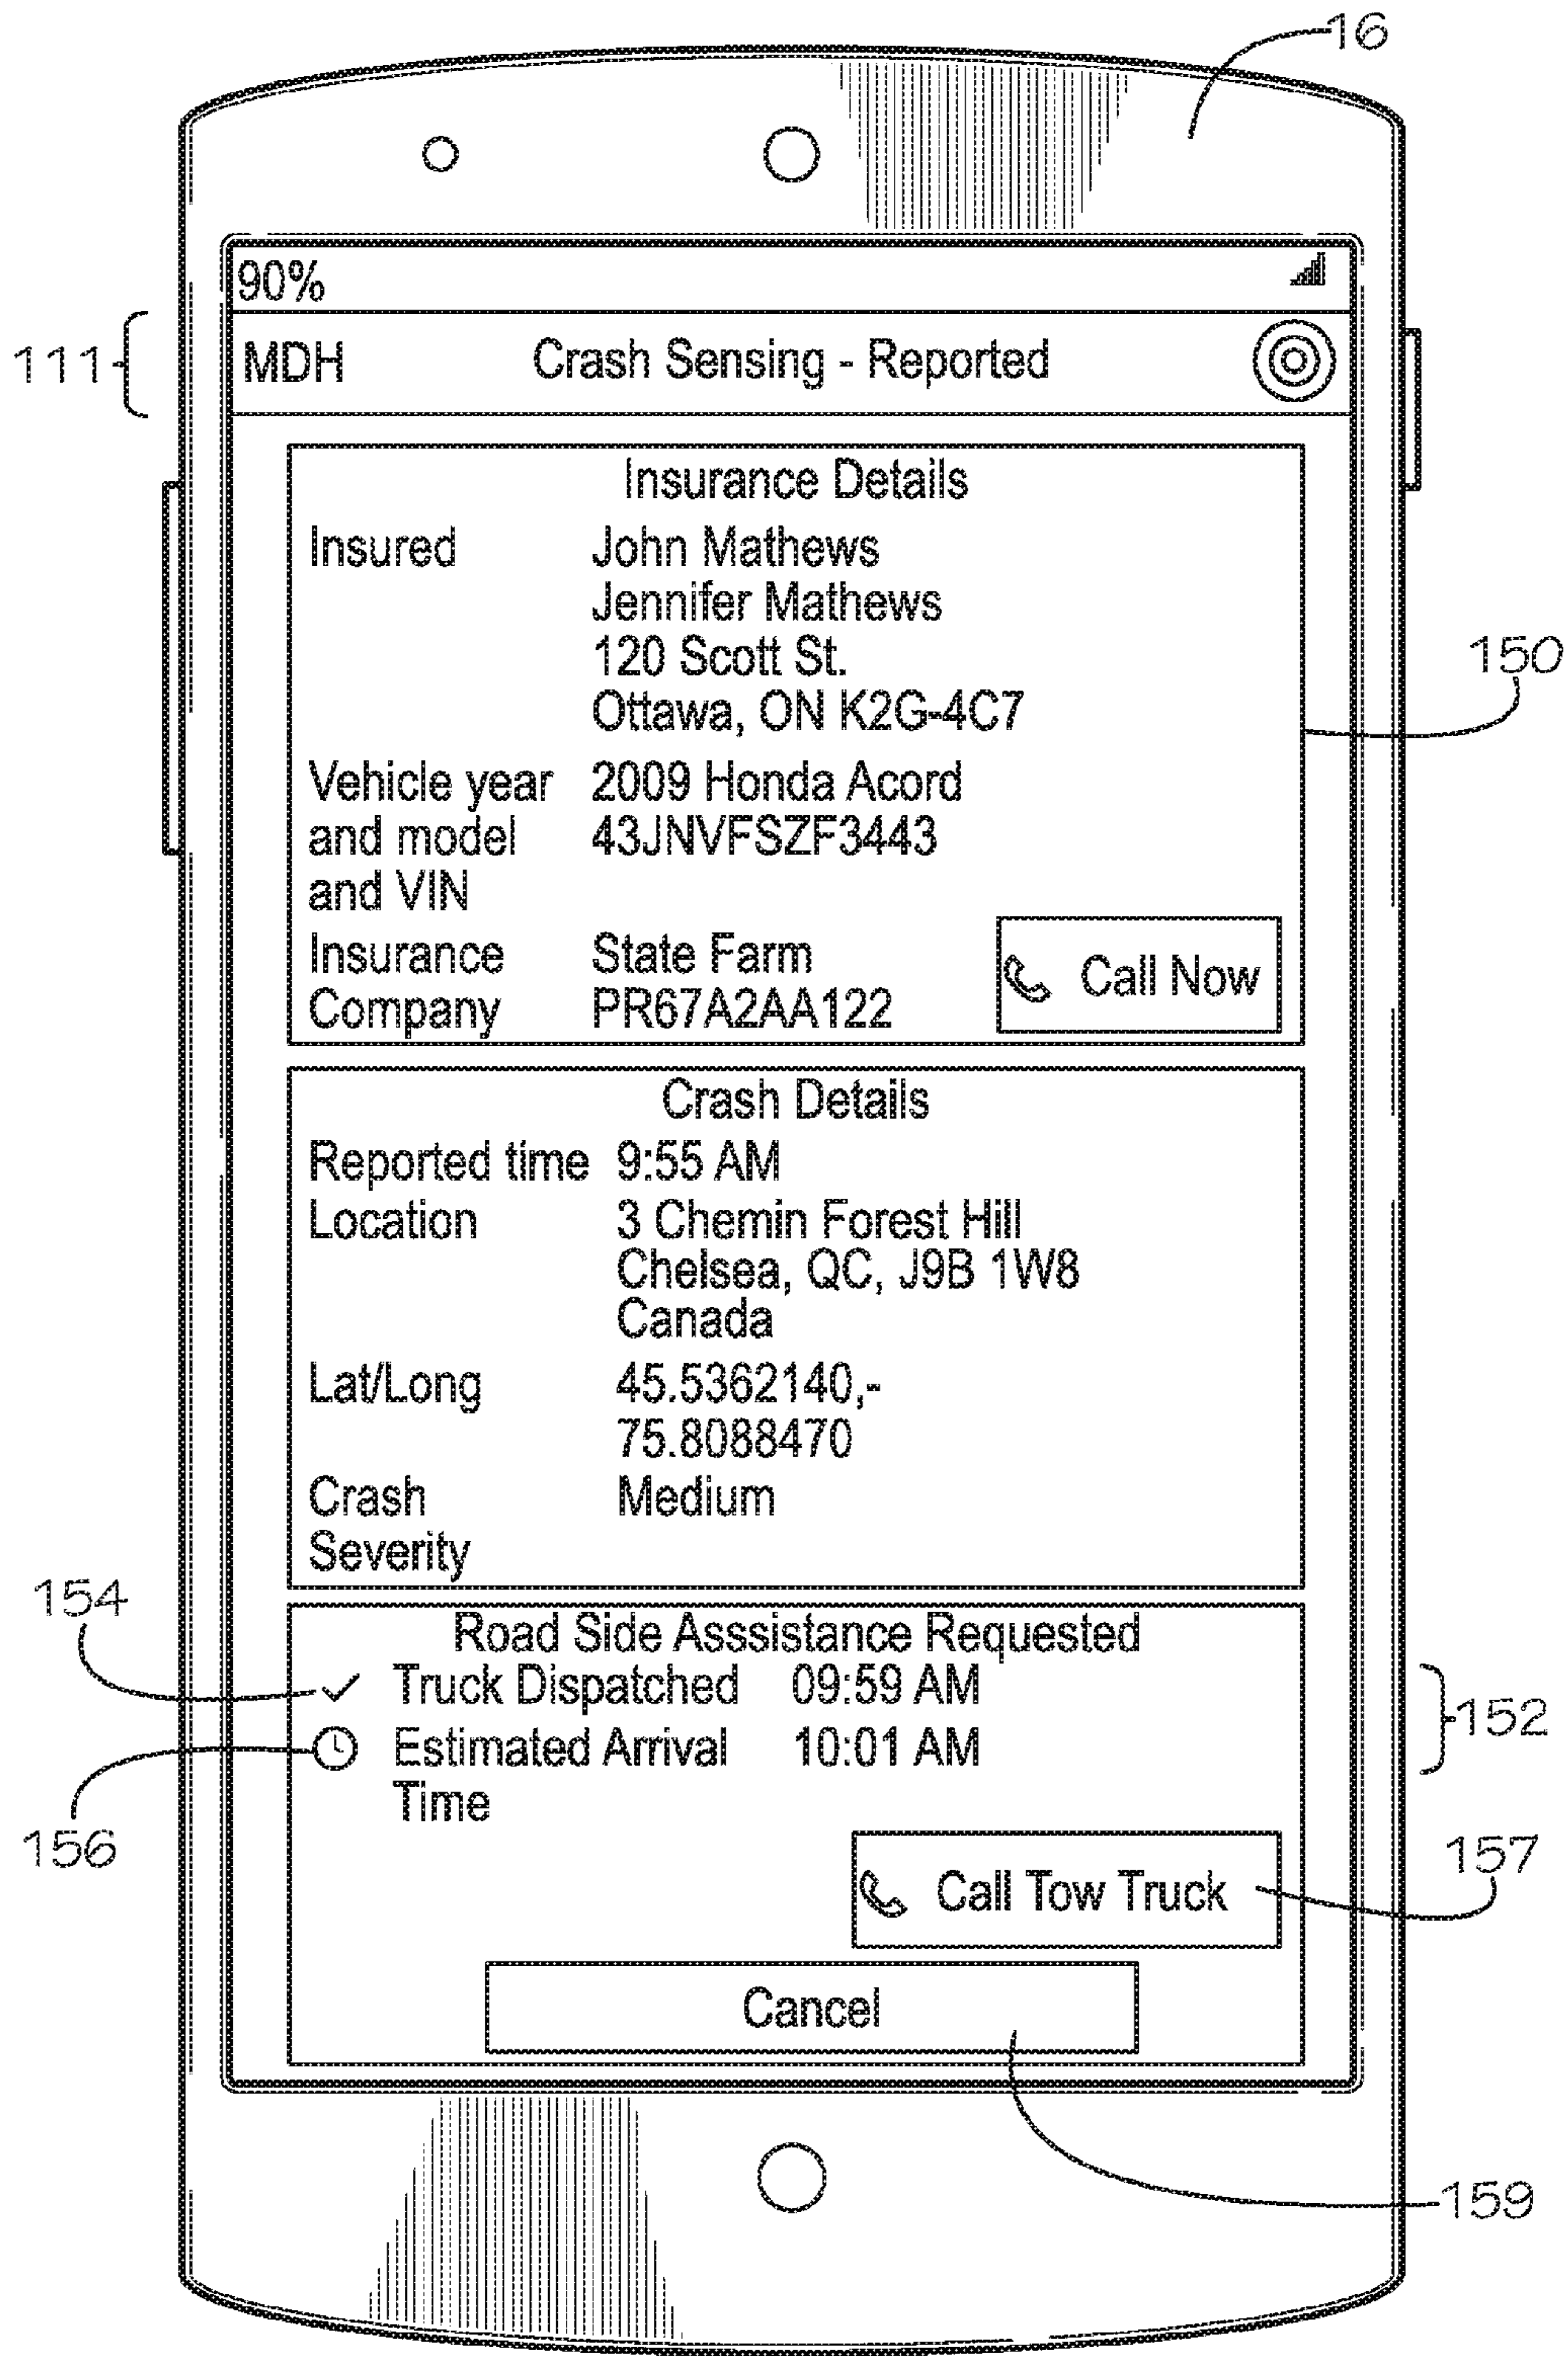 16
90%
111
MDH Crash Sensing - Reported
Insurance Details
Insured John Mathews
Jennifer Mathews
120 Scott St.
150
Ottawa, ON K2G-4C7
Vehicle year 2009 Honda Acord
and model 43JNVFSZF3443
and VIN
Insurance State Farm
Call Now
Company PR67A2AA122
Crash Details
Reported time 9:55 AM
Location 3 Chemin Forest Hill
Chelsea, QC, J9B 1W8
Canada
Lat/Long 45.5362140,-
75.8088470
Crash Medium
Severity
154
Road Side Asssistance Requested
Truck Dispatched 09:59 AM
152
Estimated Arrival 10:01 AM
Time
156
157
Call Tow Truck
Cancel
159